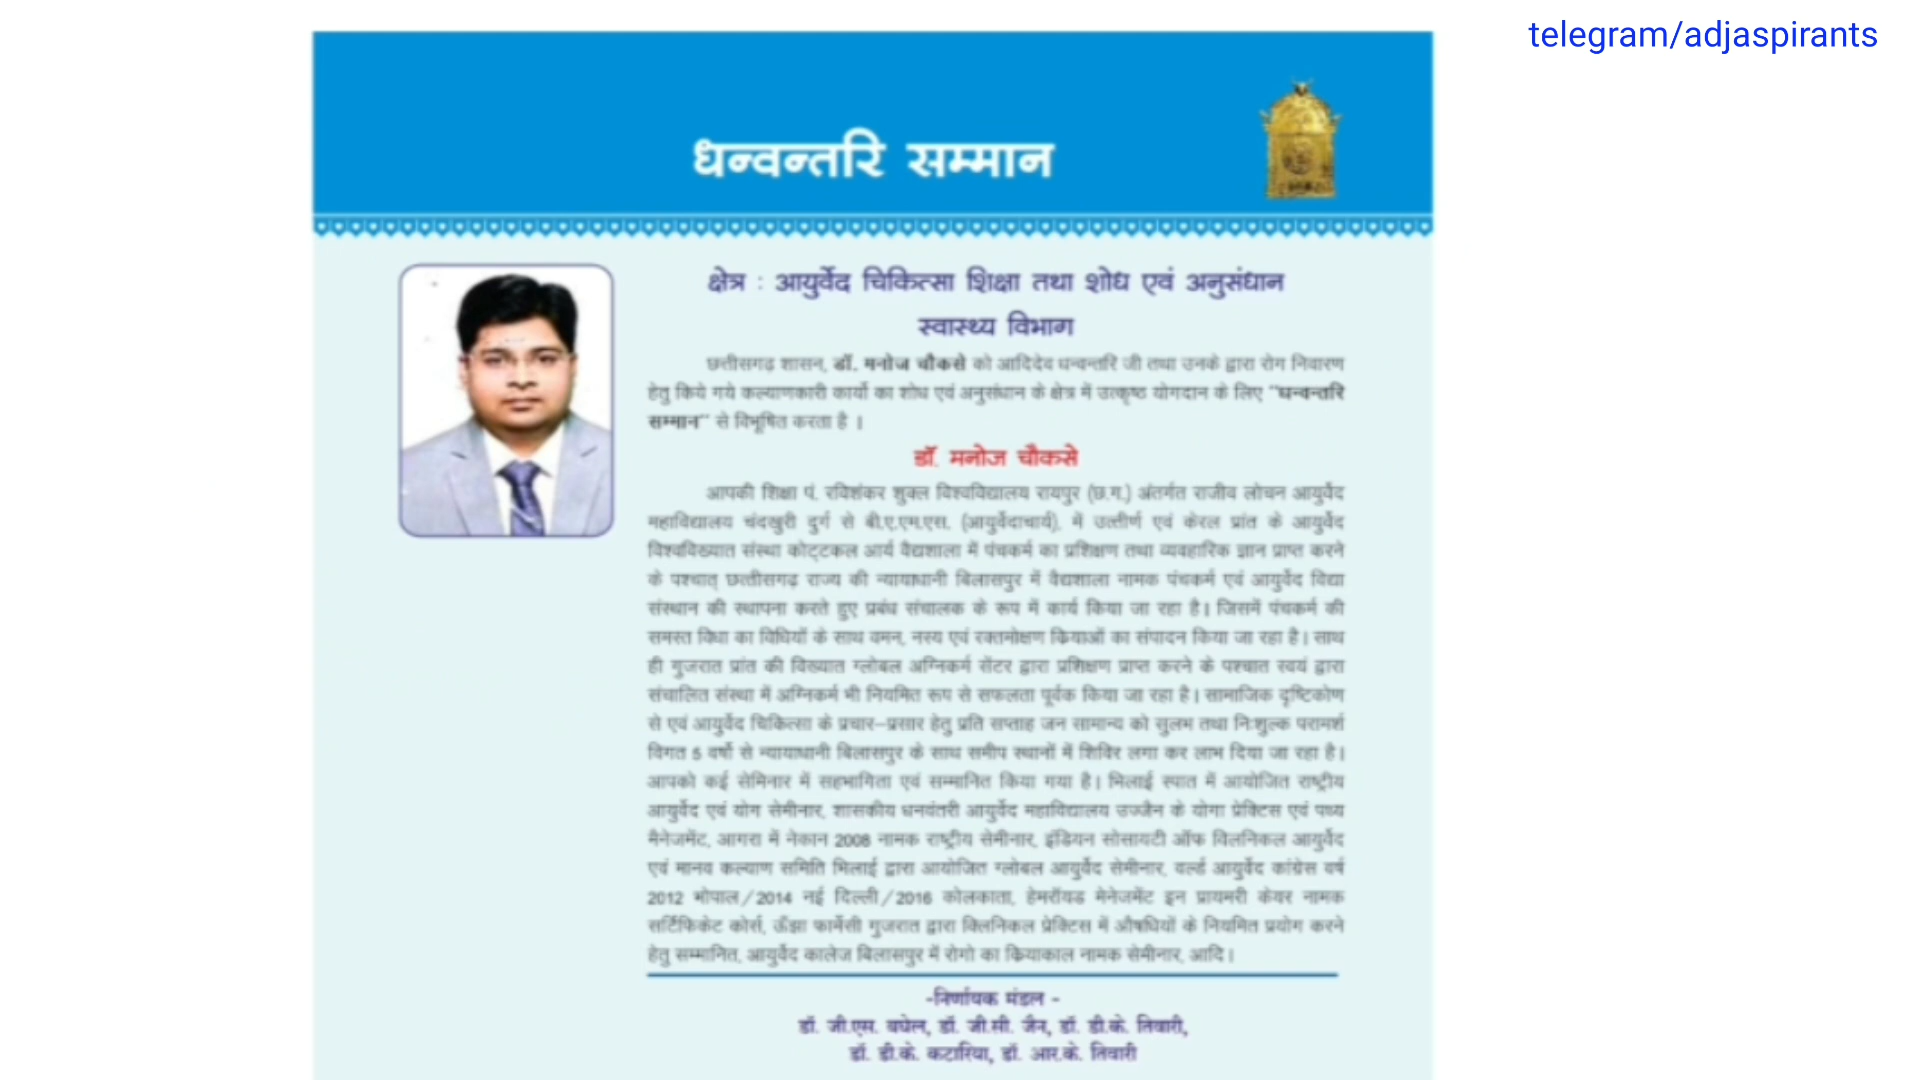 telegram/adjaspirants
धन्वन्तरि सम्मान
क्षेत्र : आयुर्वेद चिकित्सा शिक्षा तथा शोध एवं अनुसंधान
स्वास्थ्य विभाग
छत्तीसगढ़ शासन, डॉ. मनोज चौकसे को आदिदेव धन्वन्तरि जी तथा उनके द्वारा रोग निवारण
हेतु किये गये कल्याणकारी कार्यो का शोध एवं अनुसंधान के क्षेत्र में उत्कृष्ठ योगदान के लिए "धन्वन्तरि
सम्मान" से विभूषित करता है ।
डॉ. मनोज चौकसे
आपकी शिक्षा पं. रविशंकर शुक्ल विश्वविद्यालय रायपुर (छ.ग.) अंतर्गत राजीव लोचन आयुर्वेद
महाविद्यालय चंदखुरी दुर्ग से बी.ए.एम.एस. (आयुर्वेदाचार्य), में उत्तीर्ण एवं केरल प्रांत के आयुर्वेद
विश्वविख्यात संस्था कोट्टकल आर्य वैद्यशाला में पंचकर्म का प्रशिक्षण तथा व्यवहारिक ज्ञान प्राप्त करने
के पश्चात् छत्तीसगढ़ राज्य की न्यायाधानी बिलासपुर में वैद्यशाला नामक पंचकर्म एवं आयुर्वेद विद्या
संस्थान की स्थापना करते हुए प्रबंध संचालक के रूप में कार्य किया जा रहा है। जिसमें पंचकर्म की
समस्त विधा का विधियों के साथ वमन, नस्य एवं रक्तमोक्षण क्रियाओं का संपादन किया जा रहा है। साथ
ही गुजरात प्रांत की विख्यात ग्लोबल अग्निकर्म सेंटर द्वारा प्रशिक्षण प्राप्त करने के पश्चात स्वयं द्वारा
संचालित संस्था में अग्निकर्म भी नियमित रूप से सफलता पूर्वक किया जा रहा है। सामाजिक दृष्टिकोण
से एवं आयुर्वेद चिकित्सा के प्रचार–प्रसार हेतु प्रति सप्ताह जन सामान्य को सुलभ तथा निःशुल्क परामर्श
विगत 5 वर्षो से न्यायाधानी बिलासपुर के साथ समीप स्थानों में शिविर लगा कर लाभ दिया जा रहा है।
आपको कई सेमिनार में सहभागिता एवं सम्मानित किया गया है। भिलाई स्पात में आयोजित राष्ट्रीय
आयुर्वेद एवं योग सेमीनार, शासकीय धनवंतरी आयुर्वेद महाविद्यालय उज्जैन के योगा प्रेक्टिस एवं पथ्य
मैनेजमेंट, आगरा में नेकान 2008 नामक राष्ट्रीय सेमीनार, इंडियन सोसायटी ऑफ क्लिनिकल आयुर्वेद
एवं मानव कल्याण समिति भिलाई द्वारा आयोजित ग्लोबल आयुर्वेद सेमीनार, वर्ल्ड आयुर्वेद कांग्रेस वर्ष
2012 भोपाल/2014 नई दिल्ली/2016 कोलकाता, हेमरॉयड मेनेजमेंट इन प्रायमरी केयर नामक
सर्टिफिकेट कोर्स, ऊँझा फार्मेसी गुजरात द्वारा क्लिनिकल प्रेक्टिस में औषधियों के नियमित प्रयोग करने
हेतु सम्मानित, आयुर्वेद कालेज बिलासपुर में रोगो का क्रियाकाल नामक सेमीनार, आदि।
-निर्णायक मंडल -
डॉ. जी.एस. बघेल, डॉ. जी.सी. जैन, डॉ. डी.के. तिवारी,
डॉ. डी.के. कटारिया, डॉ. आर.के. तिवारी